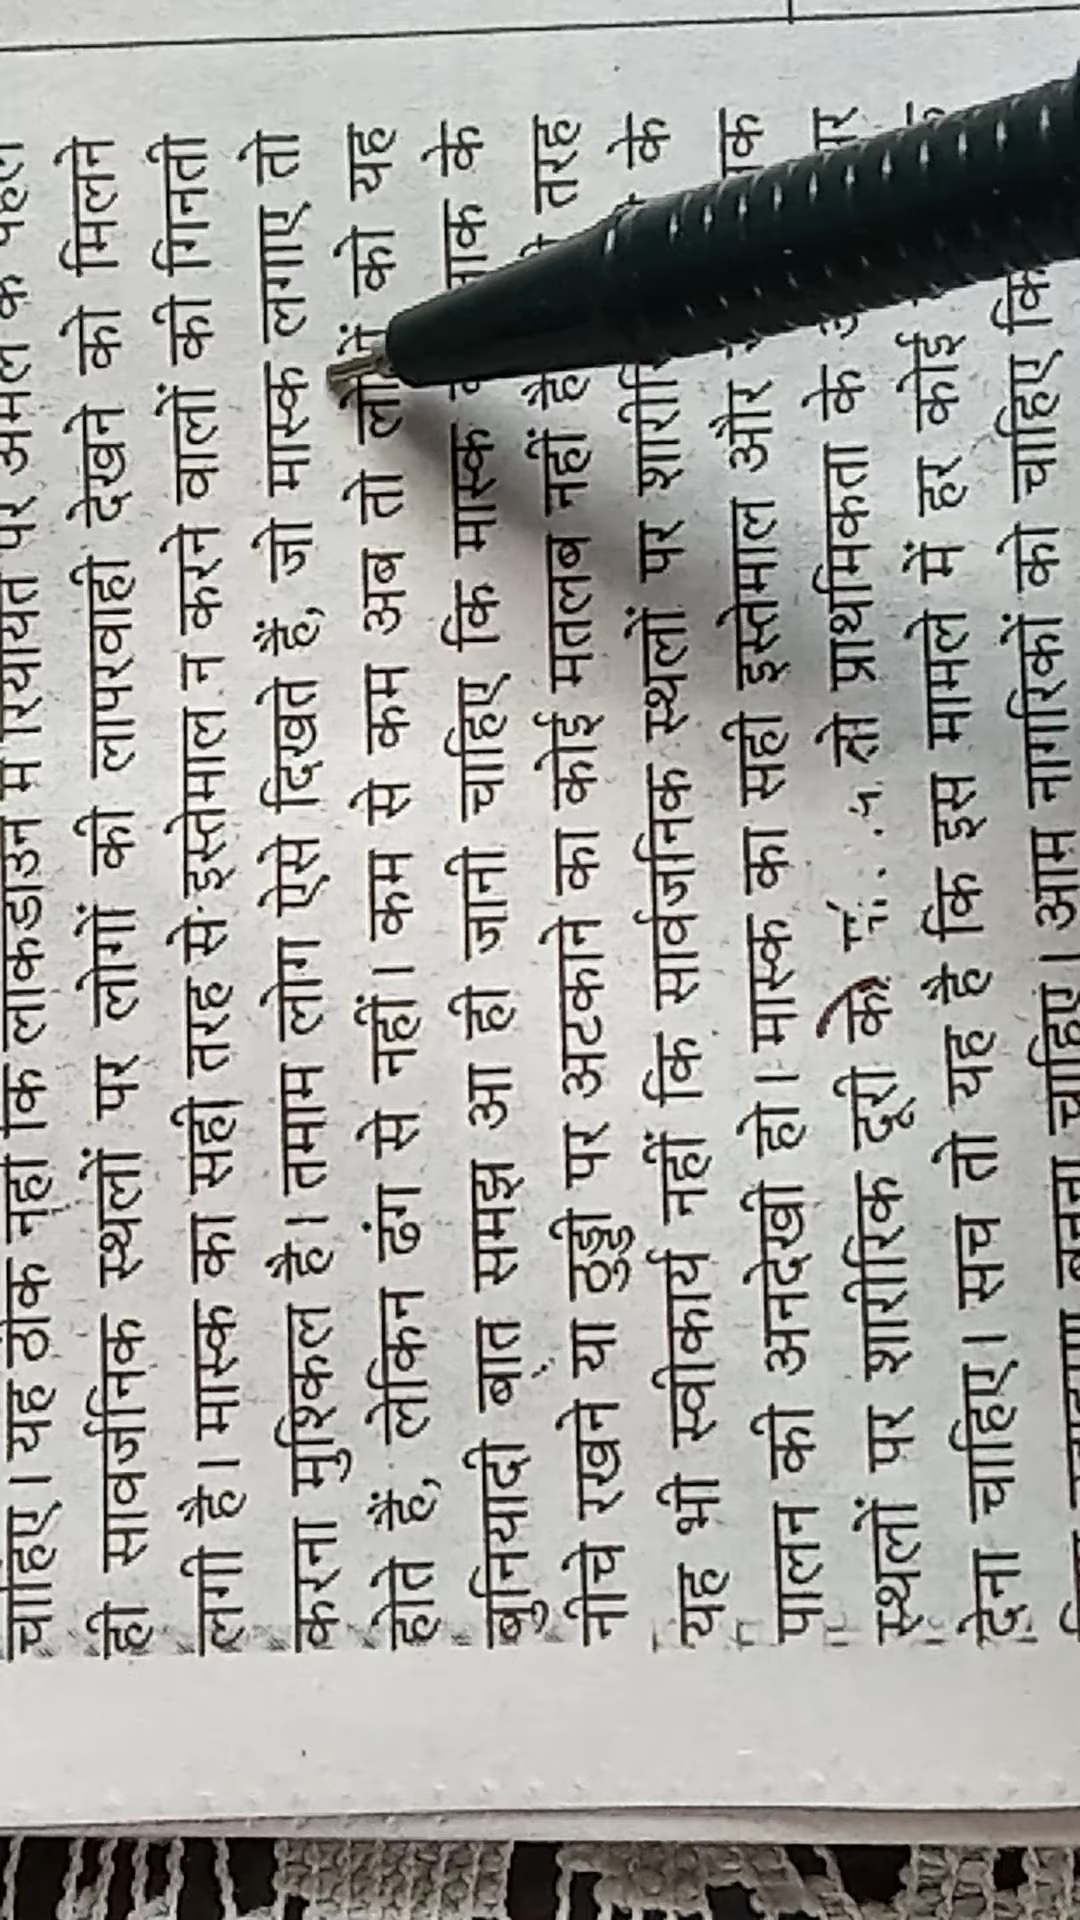 चाहिए। यह ठीक नहीं कि लाकडाउन में रियायत पर अमल के पहले
ही सार्वजनिक स्थलों पर लोगों की लापरवाही देखने को मिलने
लगी है। मास्क का सही तरह से इस्तेमाल न करने वालों की गिनती
करना मुश्किल है। तमाम लोग ऐसे दिखते हैं, जो मास्क लगाए तो
होते हैं, लेकिन ढंग से नहीं। कम से कम अब तो को यह
बुनियादी बात समझ आ ही जानी चाहिए कि मास्क के
नीचे रखने या ठुड्डी पर अटकाने का कोई मतलब नहीं तरह
यह भी स्वीकार्य नहीं कि सार्वजनिक स्थलों पर के
पालन की अनदेखी हो। मास्क का सही इस्तेमाल और
स्थलों पर शारीरिक दूरी प्राथमिकता के
देना चाहिए। सच तो यह है कि इस मामले में हर कोई
चाहिए। आम नागरिकों को चाहिए कि